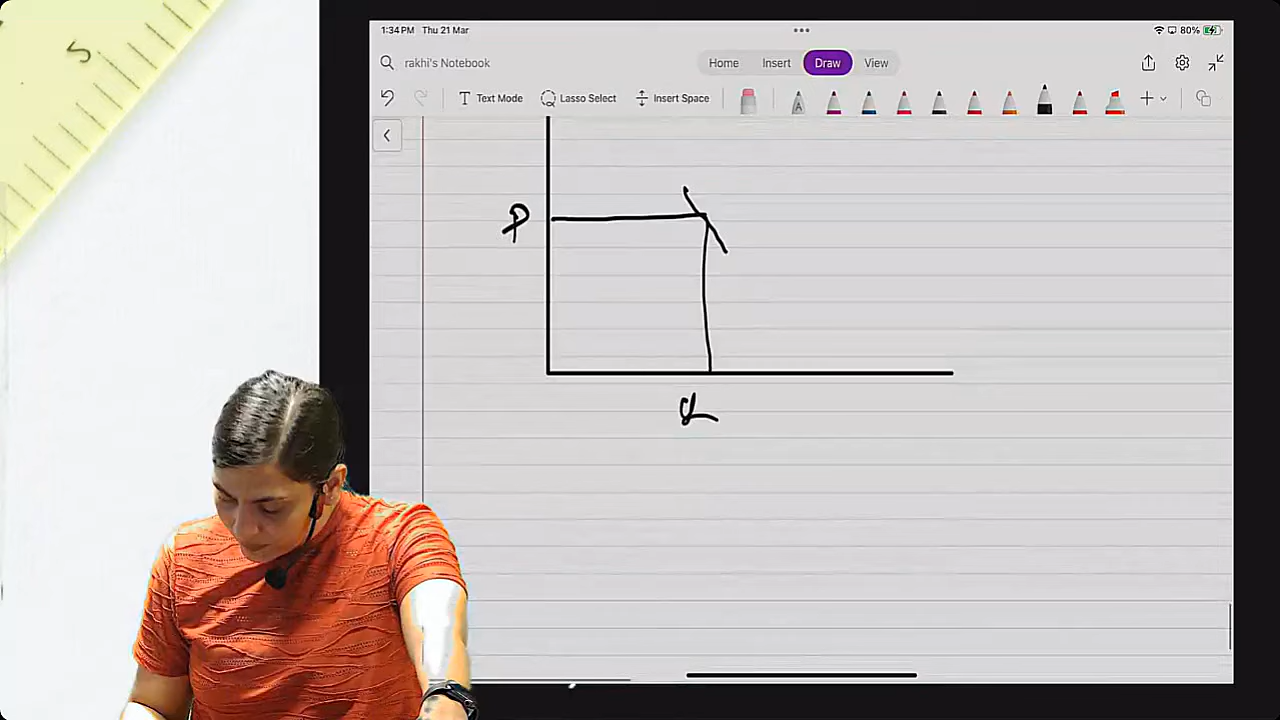 5
1:34 PM Thu 21 Mar
80%
rakhi's Notebook
Home Insert Draw View
Text Mode Lasso Select Insert Space
A
P